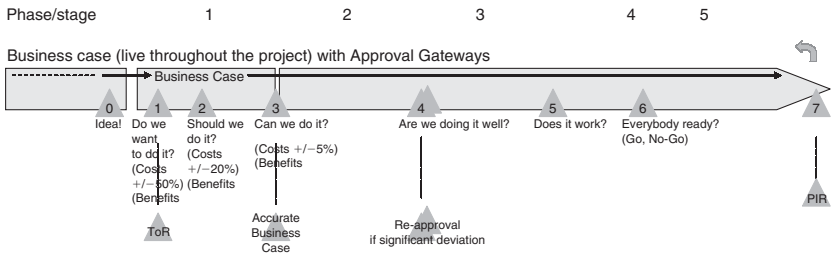 Phase/stage 1 2 3 4 5
Business case (live throughout the project) with Approval Gateways
Business Case
0 1 2 3 4 5 6 7
Idea!
Do we
want
to do it?
(Costs
+/−50%)
(Benefits
Should we
do it?
(Costs
+/−20%)
(Benefits
Can we do it?
(Costs +/−5%)
(Benefits
Are we doing it well?
Does it work?
Everybody ready?
(Go, No-Go)
ToR
Accurate
Business
Case
Re-approval
if significant deviation
PIR